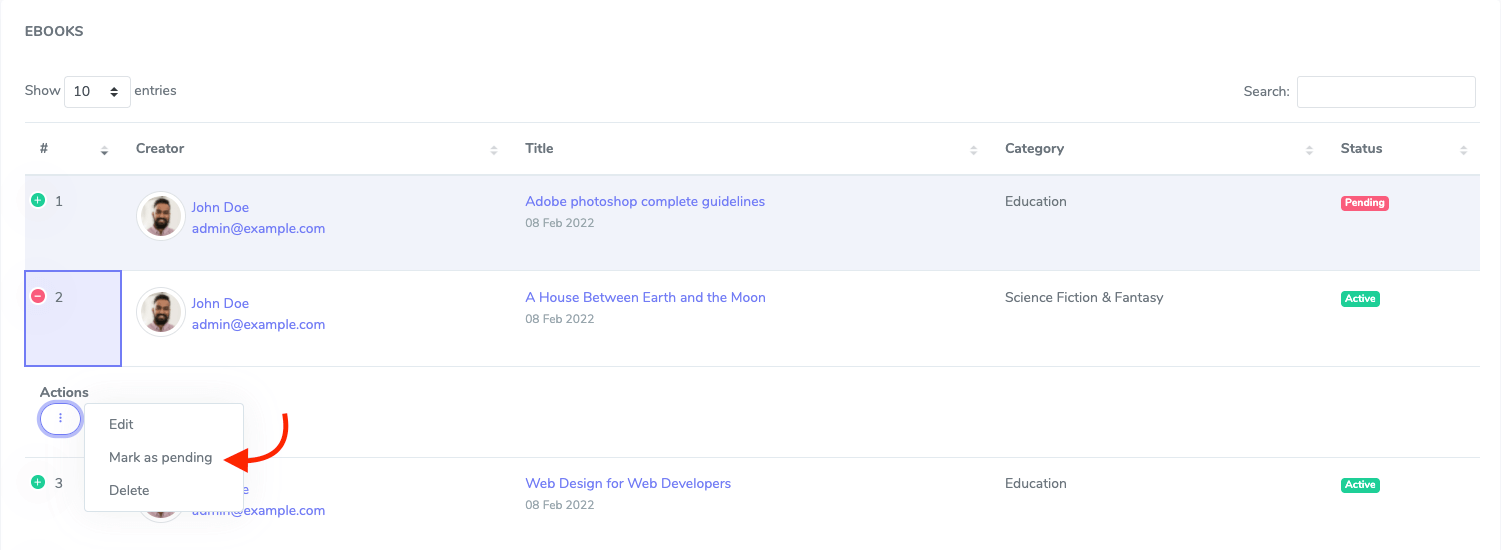 EBOOKS
Show 10 entries
Search:
# Creator Title Category Status
1 John Doe Adobe photoshop complete guidelines Education Pending
admin@example.com 08 Feb 2022
2 John Doe A House Between Earth and the Moon Science Fiction & Fantasy Active
admin@example.com 08 Feb 2022
Actions
Edit
Mark as pending
Delete
3 Web Design for Web Developers Education Active
admin@example.com 08 Feb 2022